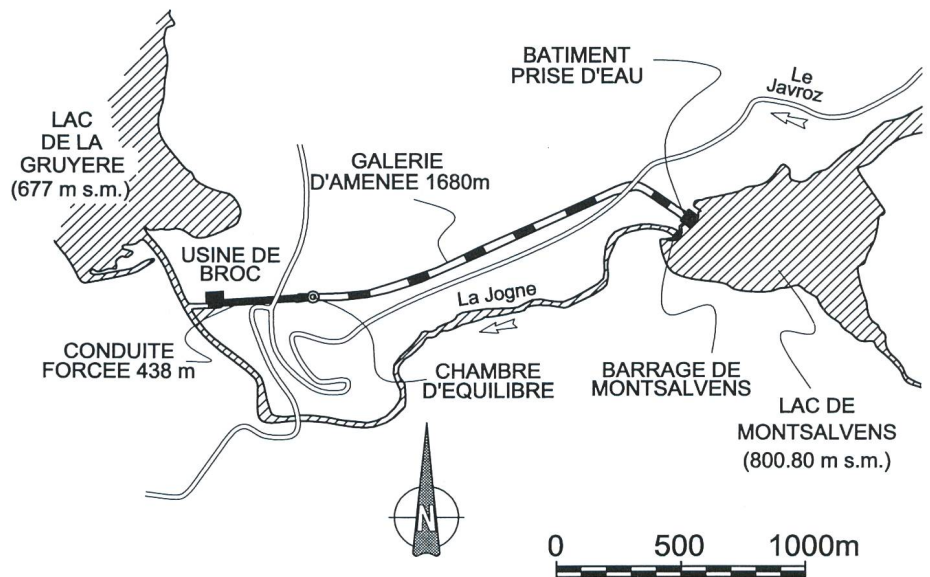 BATIMENT
PRISE D'EAU
Le
Javroz
LAC
DE LA
GRUYERE
(677 m s.m.)
GALERIE
D'AMENEE 1680m
USINE DE
BROC
La Jogne
CONDUITE
FORCEE 438 m
CHAMBRE
D'EQUILIBRE
BARRAGE DE
MONTSALVENS
LAC DE
MONTSALVENS
(800.80 m s.m.)
N
0 500 1000m